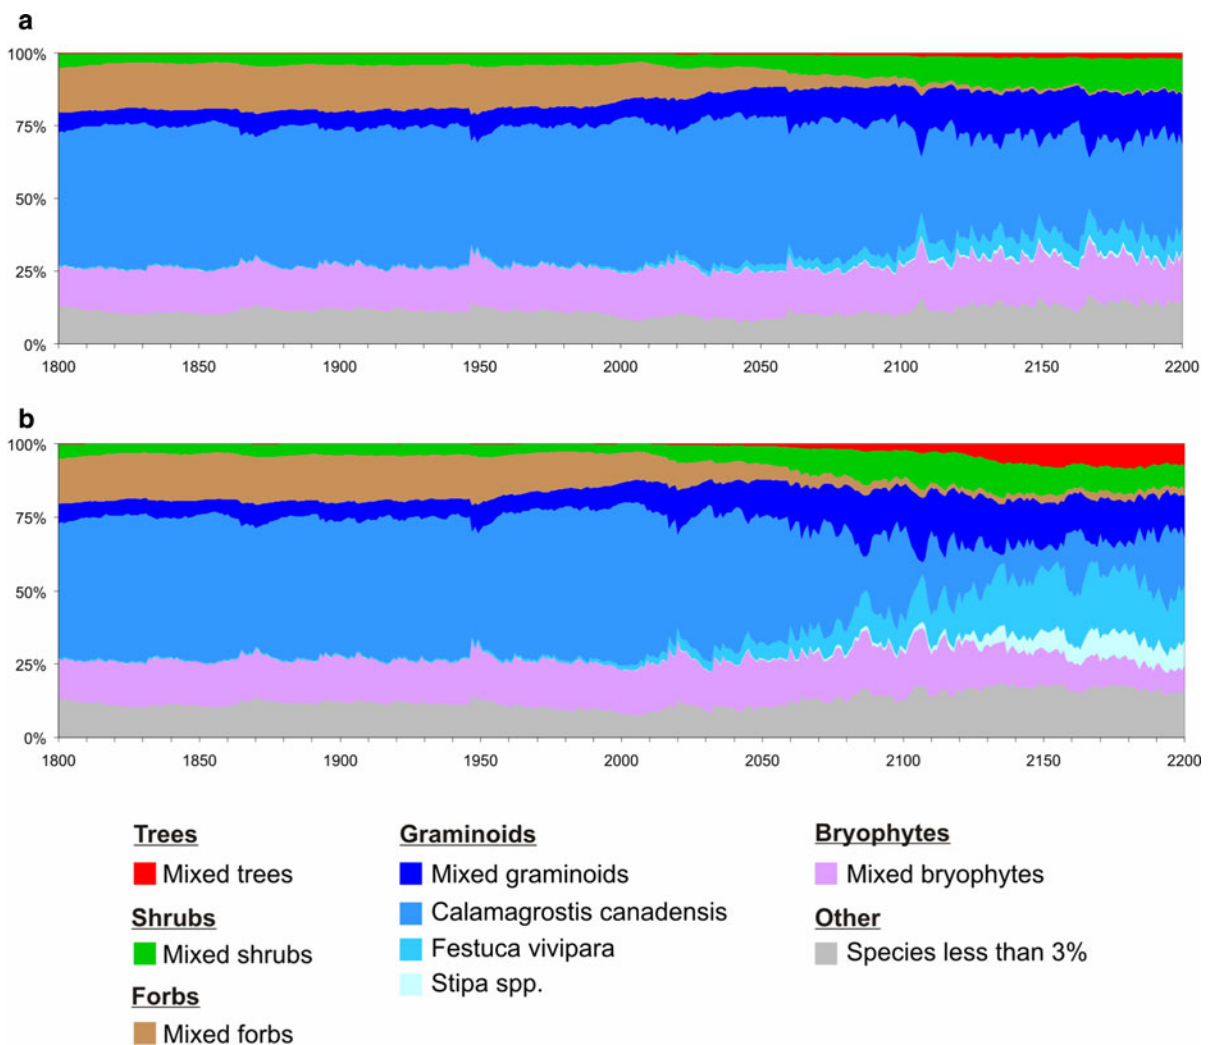 a
100%
75%
50%
25%
0%
1800 1850 1900 1950 2000 2050 2100 2150 2200
b
100%
75%
50%
25%
0%
1800 1850 1900 1950 2000 2050 2100 2150 2200
Trees
Mixed trees
Shrubs
Mixed shrubs
Forbs
Mixed forbs
Graminoids
Mixed graminoids
Calamagrostis canadensis
Festuca vivipara
Stipa spp.
Bryophytes
Mixed bryophytes
Other
Species less than 3%